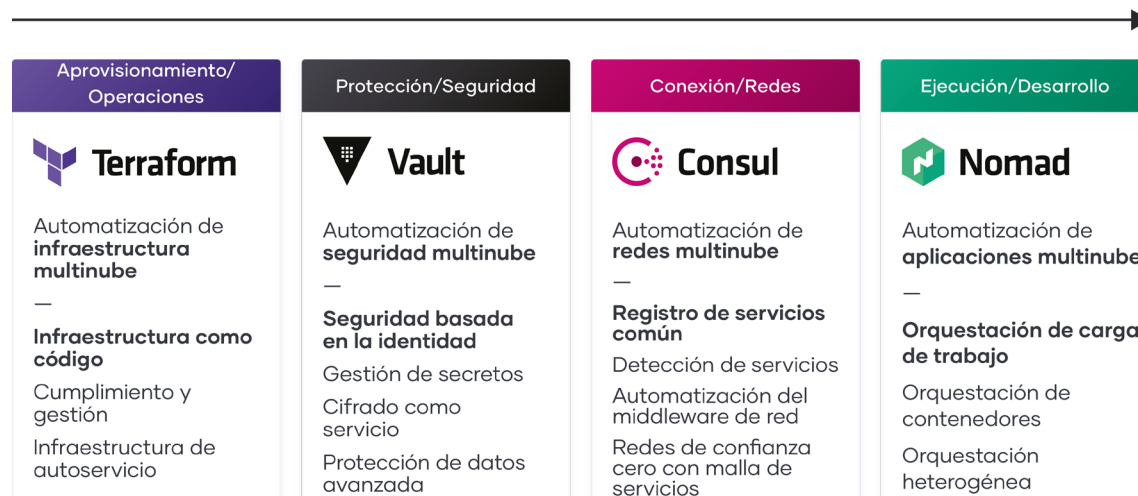 Aprovisionamiento/
Operaciones
Terraform
Automatización de
infraestructura
multinube
—
Infraestructura como
código
Cumplimiento y
gestión
Infraestructura de
autoservicio
Protección/Seguridad
Vault
Automatización de
seguridad multinube
—
Seguridad basada
en la identidad
Gestión de secretos
Cifrado como
servicio
Protección de datos
avanzada
Conexión/Redes
Consul
Automatización de
redes multinube
—
Registro de servicios
común
Detección de servicios
Automatización del
middleware de red
Redes de confianza
cero con malla de
servicios
Ejecución/Desarrollo
Nomad
Automatización de
aplicaciones multinube
—
Orquestación de carga
de trabajo
Orquestación de
contenedores
Orquestación
heterogénea